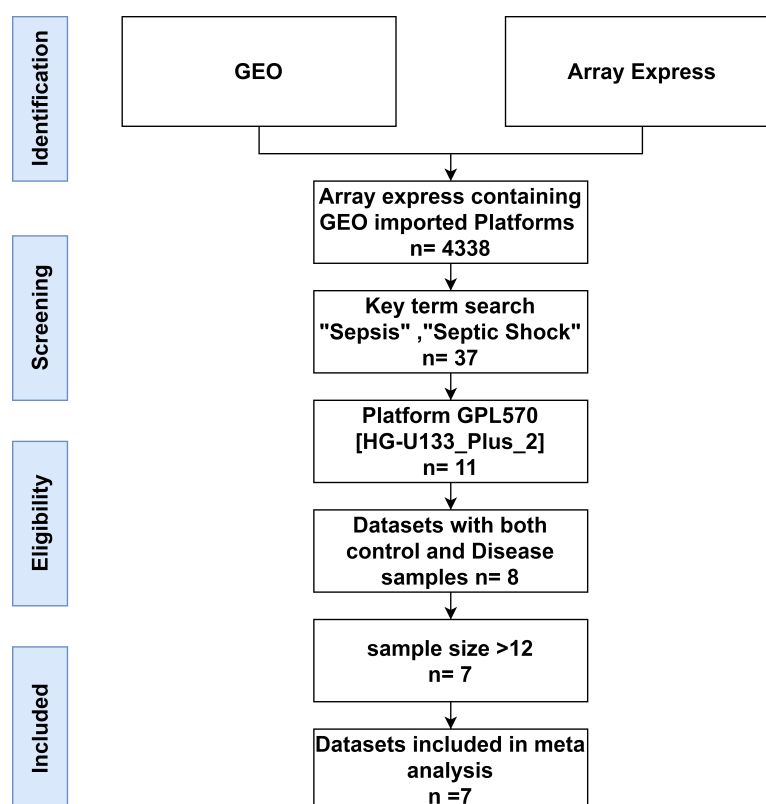 Identification
GEO
Array Express
Array express containing
GEO imported Platforms
n= 4338
Screening
Key term search
"Sepsis" ,"Septic Shock"
n= 37
Platform GPL570
[HG-U133_Plus_2]
n= 11
Eligibility
Datasets with both
control and Disease
samples n= 8
sample size >12
n= 7
Included
Datasets included in meta
analysis
n =7